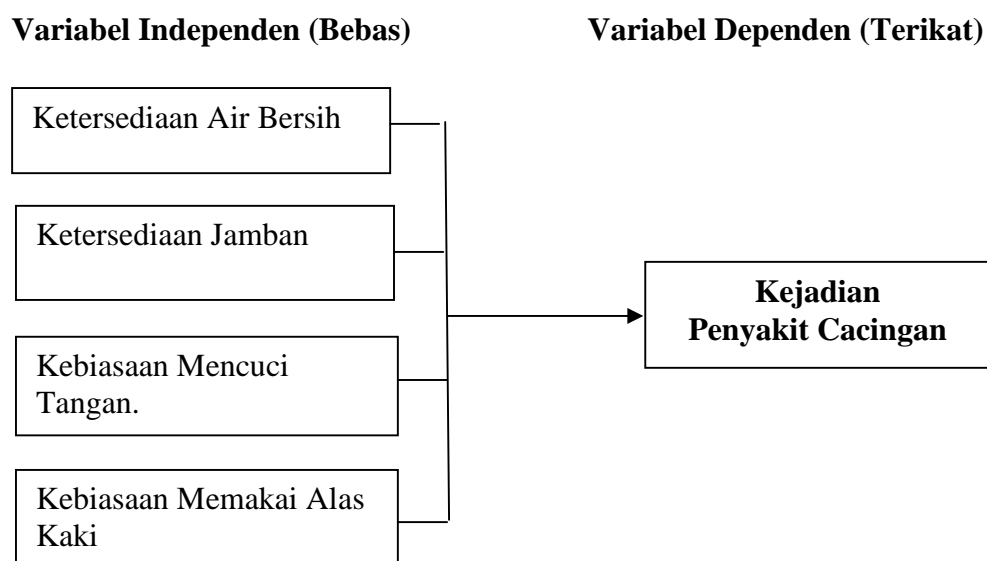 Variabel Independen (Bebas)
Variabel Dependen (Terikat)
Ketersediaan Air Bersih
Ketersediaan Jamban
Kebiasaan Mencuci
Tangan.
Kebiasaan Memakai Alas
Kaki
Kejadian
Penyakit Cacingan